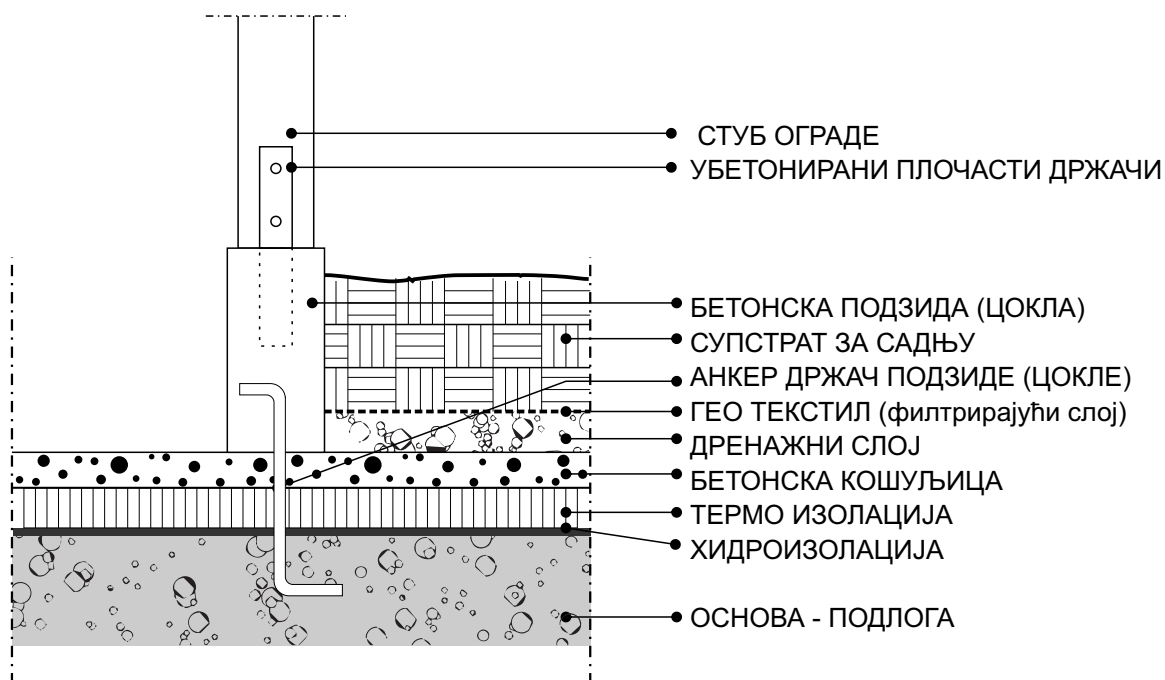 СТУБ ОГРАДЕ
УБЕТОНИРАНИ ПЛОЧАСТИ ДРЖАЧИ
БЕТОНСКА ПОДЗИДА (ЦОКЛА)
СУПСТРАТ ЗА САДЊУ
АНКЕР ДРЖАЧ ПОДЗИДЕ (ЦОКЛЕ)
ГЕО ТЕКСТИЛ (филтрирајући слој)
ДРЕНАЖНИ СЛОЈ
БЕТОНСКА КОШУЉИЦА
ТЕРМО ИЗОЛАЦИЈА
ХИДРОИЗОЛАЦИЈА
ОСНОВА - ПОДЛОГА